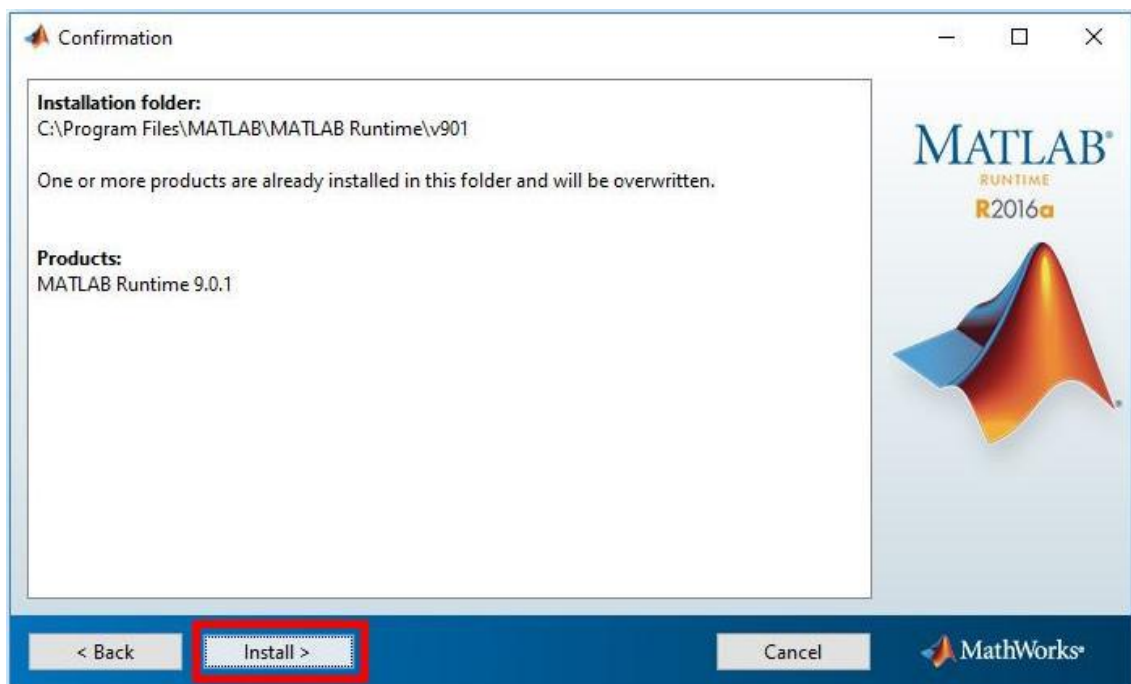 Confirmation
Installation folder:
C:\Program Files\MATLAB\MATLAB Runtime\v901
One or more products are already installed in this folder and will be overwritten.
Products:
MATLAB Runtime 9.0.1
MATLAB®
RUNTIME
R2016a
< Back
Install >
Cancel
MathWorks®